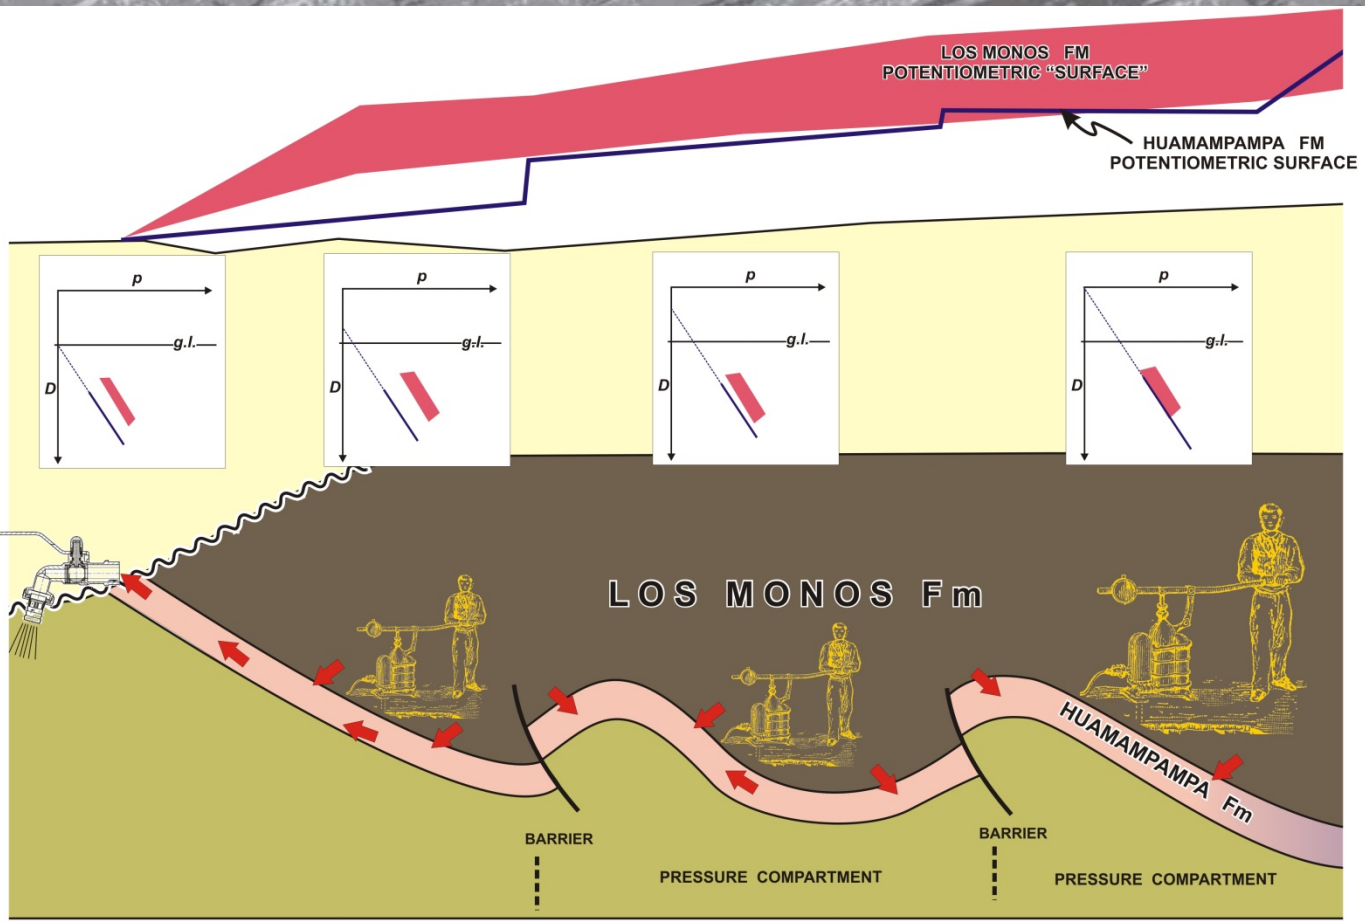 LOS MONOS FM
POTENTIOMETRIC "SURFACE"
HUAMAMPAMPA FM
POTENTIOMETRIC SURFACE
p
g.l.
D
p
g.l.
D
p
g.l.
D
p
g.l.
D
LOS MONOS Fm
HUAMAMPAMPA Fm
BARRIER
BARRIER
PRESSURE COMPARTMENT
PRESSURE COMPARTMENT